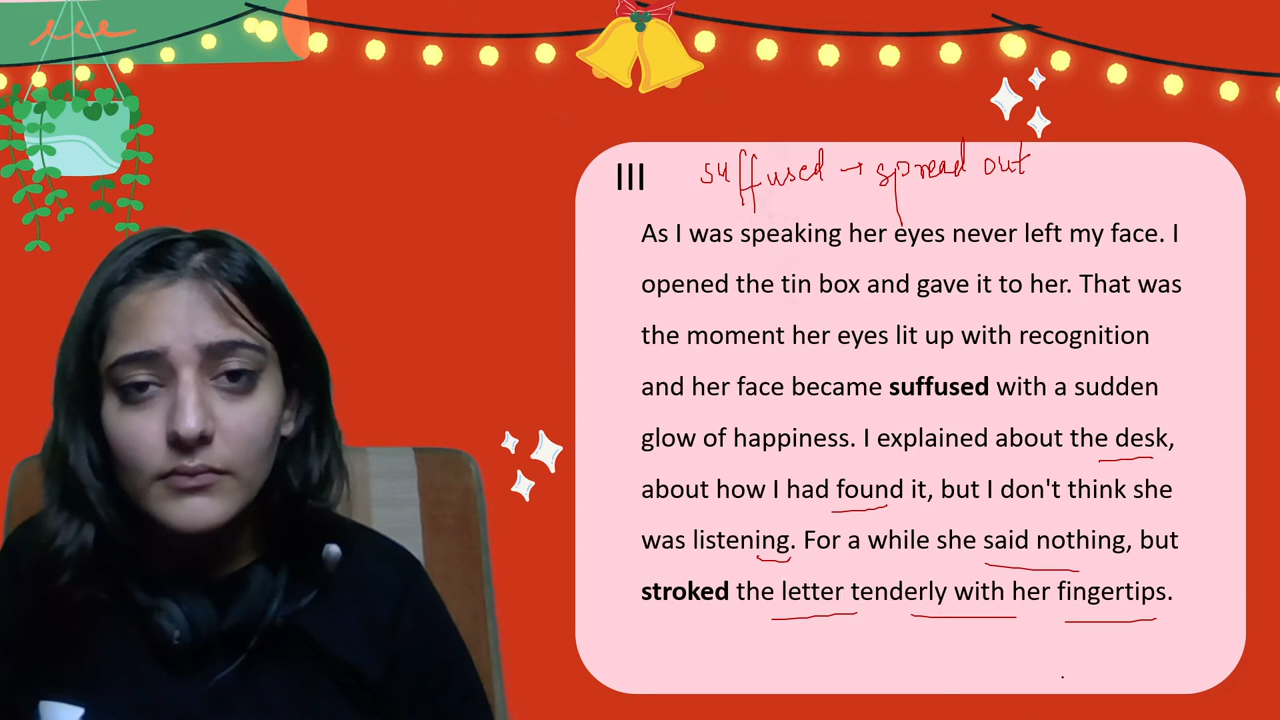 III
suffused → spread out
As I was speaking her eyes never left my face. I
opened the tin box and gave it to her. That was
the moment her eyes lit up with recognition
and her face became suffused with a sudden
glow of happiness. I explained about the desk,
about how I had found it, but I don't think she
was listening. For a while she said nothing, but
stroked the letter tenderly with her fingertips.